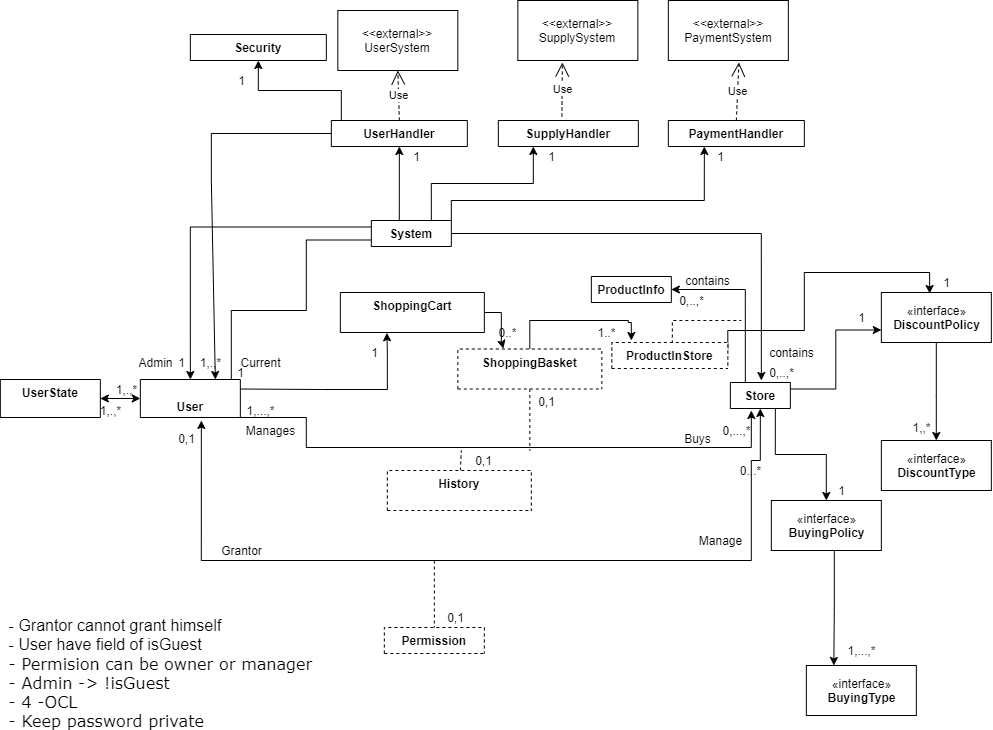 <<external>>
UserSystem
<<external>>
SupplySystem
<<external>>
PaymentSystem
Security
1
Use
Use
Use
UserHandler
SupplyHandler
PaymentHandler
1
1
1
System
ProductInfo
contains
0,..,*
1
«interface»
DiscountPolicy
ShoppingCart
0..*
1..*
1
1
ShoppingBasket
ProductInStore
contains
0,..,*
Admin
1
1,.,*
Current
1
UserState
1,.,*
1,.,*
User
Store
0,1
1,...,*
Manages
0,1
Buys
0,...,*
1,,*
0,1
0...*
«interface»
DiscountType
0,1
History
1
«interface»
BuyingPolicy
Grantor
Manage
0,1
Permission
1,...,*
«interface»
BuyingType
- Grantor cannot grant himself
- User have field of isGuest
- Permision can be owner or manager
- Admin -> !isGuest
- 4 -OCL
- Keep password private